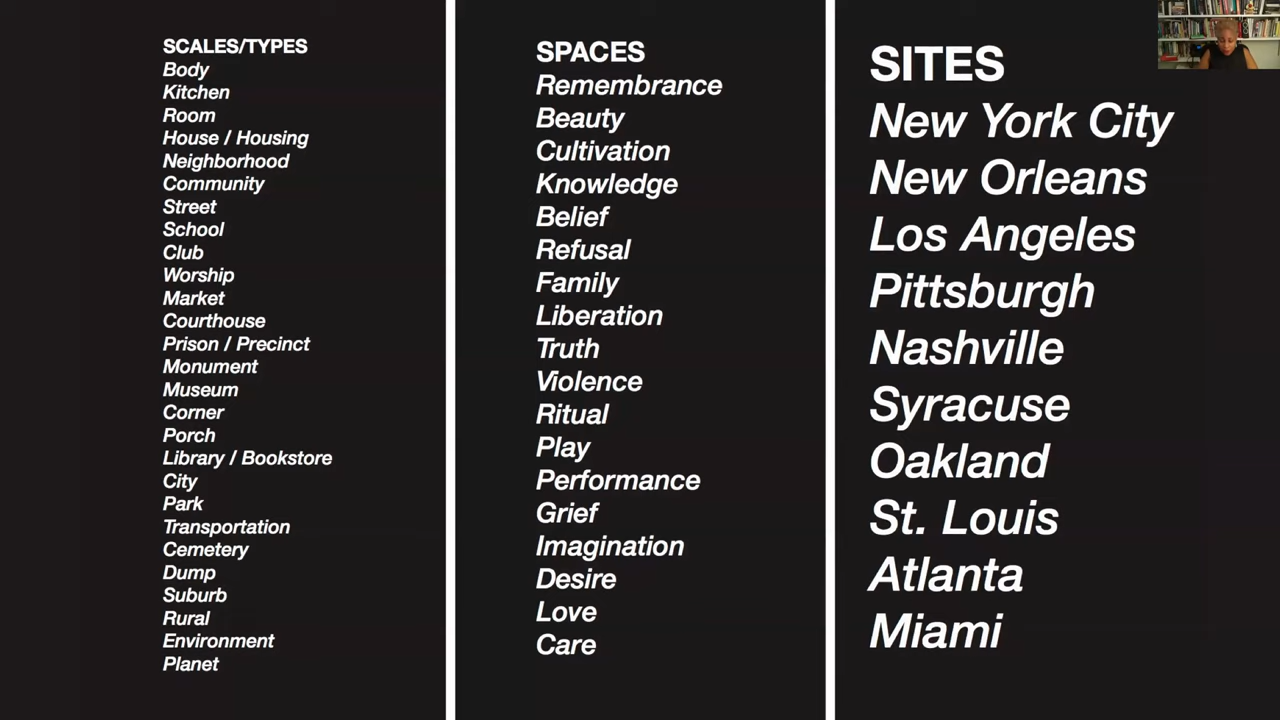 SCALES/TYPES
Body
Kitchen
Room
House / Housing
Neighborhood
Community
Street
School
Club
Worship
Market
Courthouse
Prison / Precinct
Monument
Museum
Corner
Porch
Library / Bookstore
City
Park
Transportation
Cemetery
Dump
Suburb
Rural
Environment
Planet
SPACES
Remembrance
Beauty
Cultivation
Knowledge
Belief
Refusal
Family
Liberation
Truth
Violence
Ritual
Play
Performance
Grief
Imagination
Desire
Love
Care
SITES
New York City
New Orleans
Los Angeles
Pittsburgh
Nashville
Syracuse
Oakland
St. Louis
Atlanta
Miami